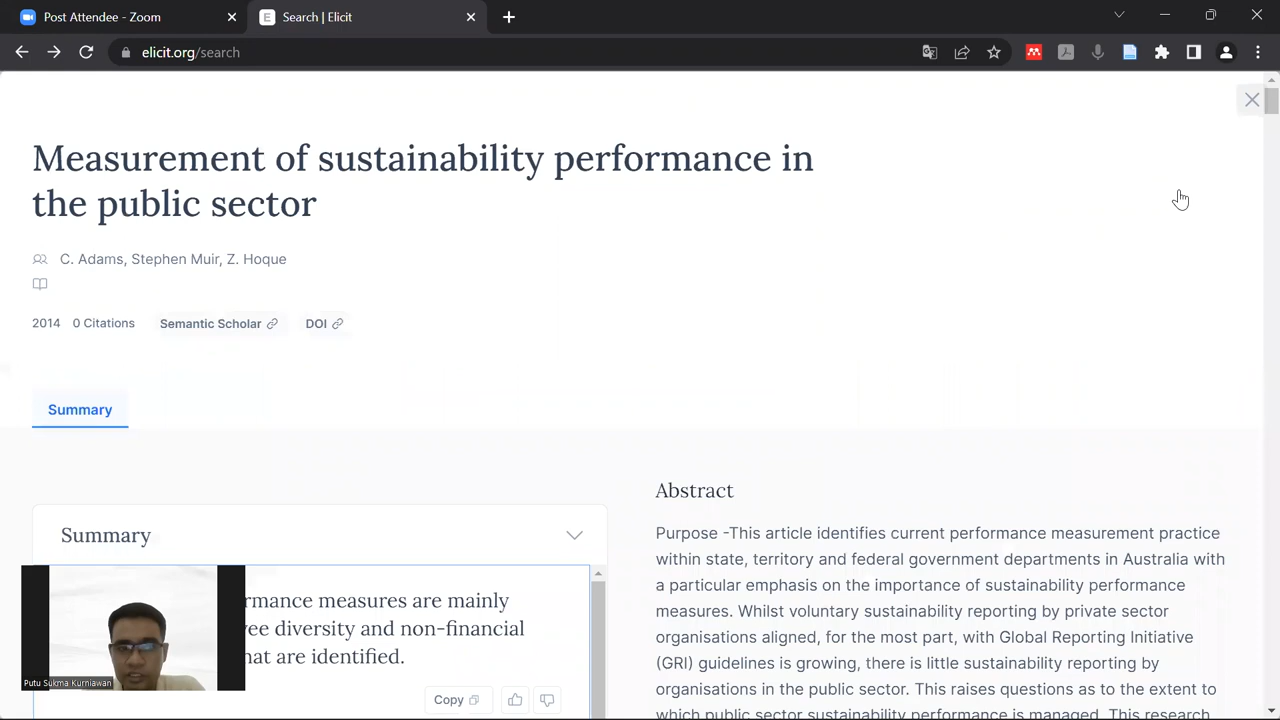 Post Attendee - Zoom
Search | Elicit
elicit.org/search
Measurement of sustainability performance in
the public sector
C. Adams, Stephen Muir, Z. Hoque
2014 0 Citations Semantic Scholar DOI
Summary
Summary
rmance measures are mainly
ee diversity and non-financial
hat are identified.
Copy
Putu Sukma Kurniawan
Abstract
Purpose -This article identifies current performance measurement practice
within state, territory and federal government departments in Australia with
a particular emphasis on the importance of sustainability performance
measures. Whilst voluntary sustainability reporting by private sector
organisations aligned, for the most part, with Global Reporting Initiative
(GRI) guidelines is growing, there is little sustainability reporting by
organisations in the public sector. This raises questions as to the extent to
which public sector sustainability performance is managed. This research